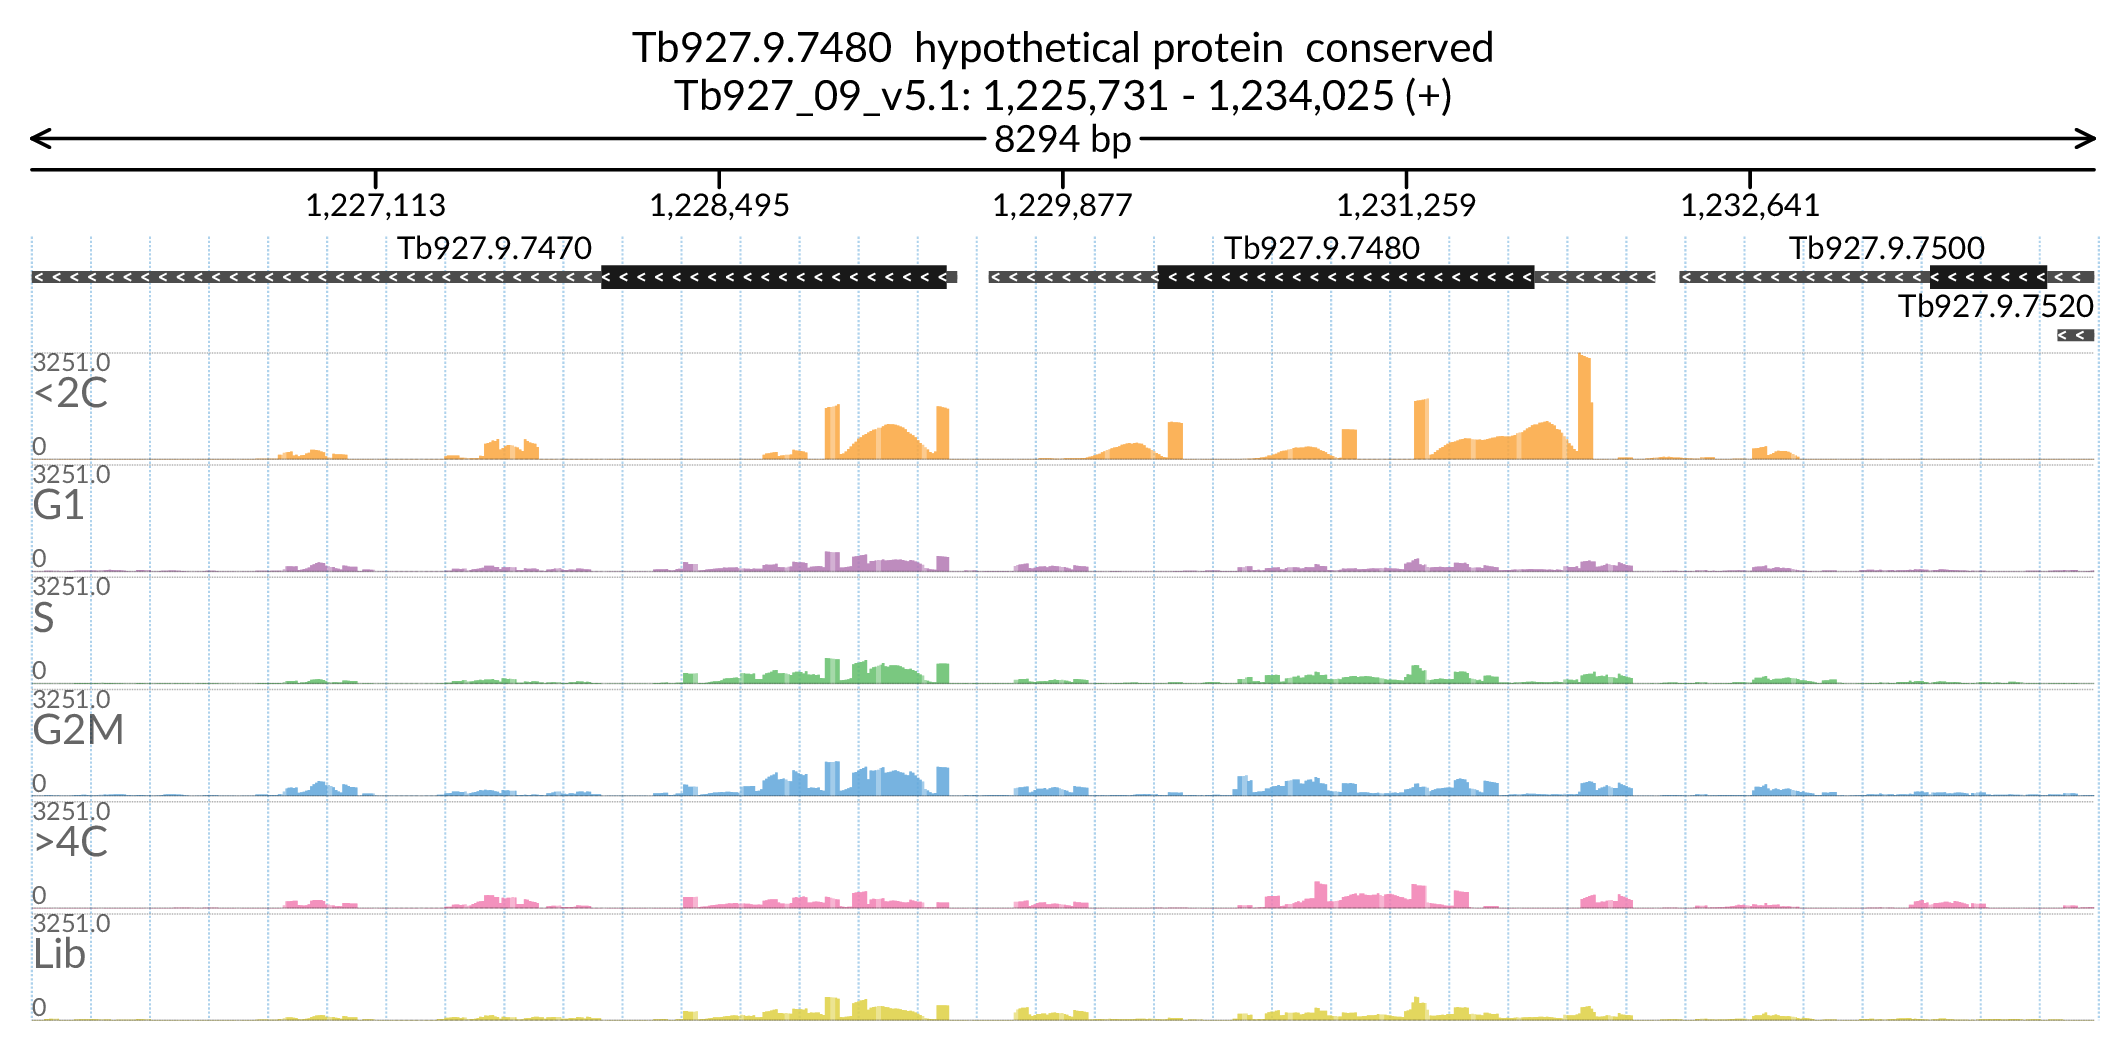 Tb927.9.7480  hypothetical protein  conserved
Tb927_09_v5.1: 1,225,731 - 1,234,025 (+)
8294 bp
1,227,113 1,228,495 1,229,877 1,231,259 1,232,641
Tb927.9.7470 Tb927.9.7480 Tb927.9.7500
Tb927.9.7520
3251.0
<2C
0
3251.0
G1
0
3251.0
S
0
3251.0
G2M
0
3251.0
>4C
0
3251.0
Lib
0